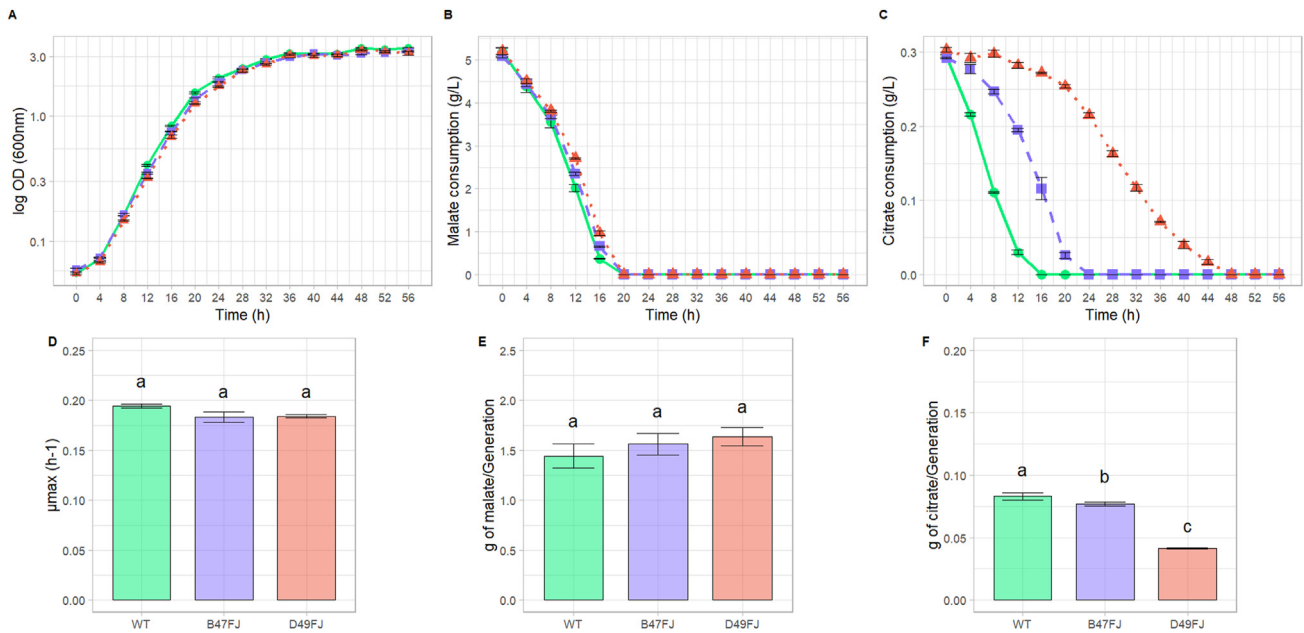 A
log OD (600nm)
3.0
1.0
0.3
0.1
0 4 8 12 16 20 24 28 32 36 40 44 48 52 56
Time (h)
B
Malate consumption (g/L)
5
4
3
2
1
0
0 4 8 12 16 20 24 28 32 36 40 44 48 52 56
Time (h)
C
Citrate consumption (g/L)
0.3
0.2
0.1
0.0
0 4 8 12 16 20 24 28 32 36 40 44 48 52 56
Time (h)
D
µmax (h-1)
0.25
0.20
0.15
0.10
0.05
0.00
a a a
WT B47FJ D49FJ
E
g of malate/Generation
2.5
2.0
1.5
1.0
0.5
0.0
a a a
WT B47FJ D49FJ
F
g of citrate/Generation
0.20
0.15
0.10
0.05
0.00
a b c
WT B47FJ D49FJ